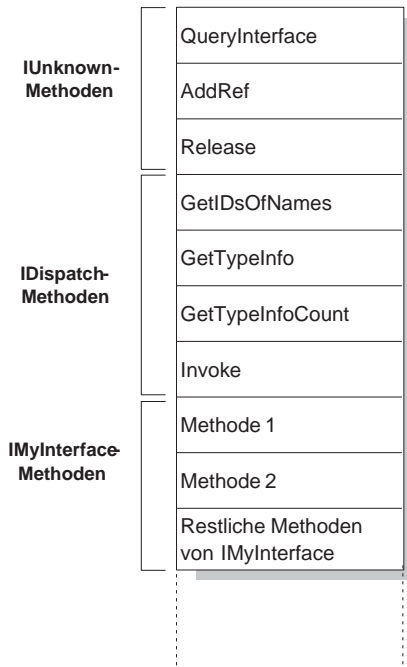 IUnknown-
Methoden
QueryInterface
AddRef
Release
IDispatch-
Methoden
GetIDsOfNames
GetTypeInfo
GetTypeInfoCount
Invoke
IMyInterface-
Methoden
Methode 1
Methode 2
Restliche Methoden
von IMyInterface